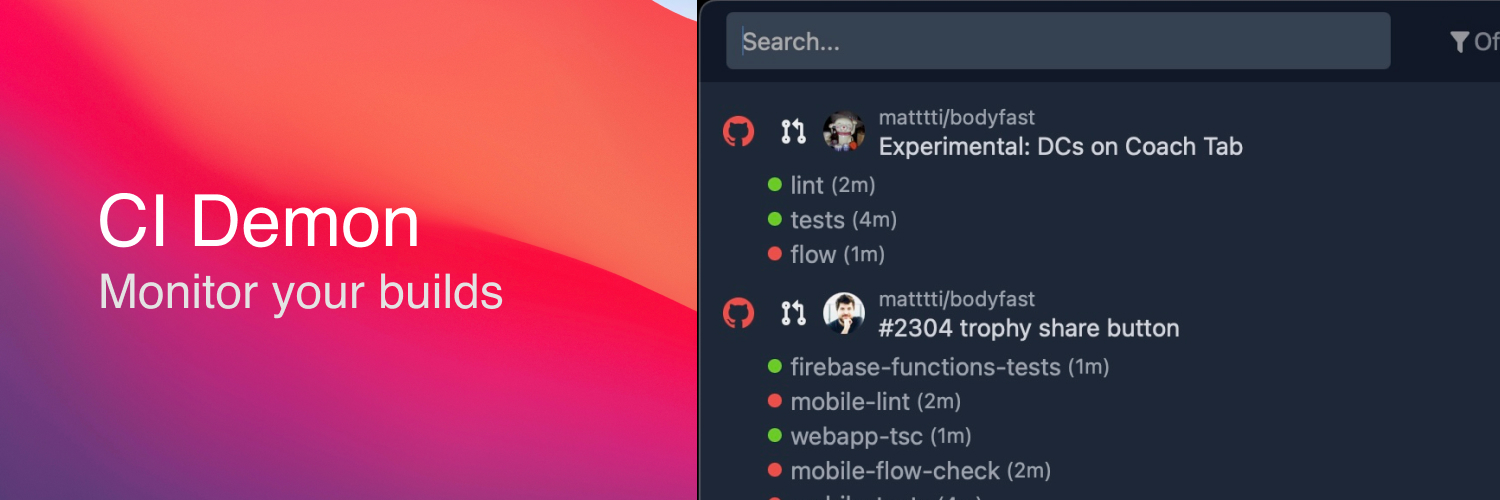 CI Demon
Monitor your builds
Search...
matttti/bodyfast
Experimental: DCs on Coach Tab
lint (2m)
tests (4m)
flow (1m)
matttti/bodyfast
#2304 trophy share button
firebase-functions-tests (1m)
mobile-lint (2m)
webapp-tsc (1m)
mobile-flow-check (2m)